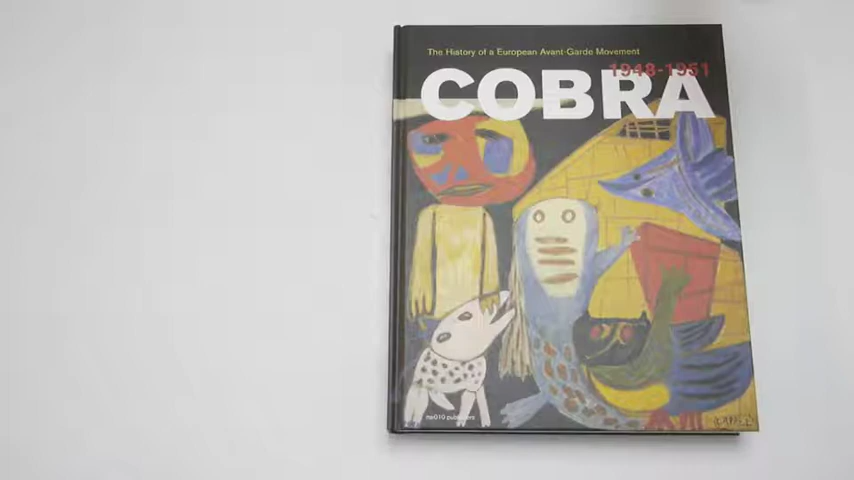 The History of a European Avant-Garde Movement
1948-1951
COBRA
nai010 publishers